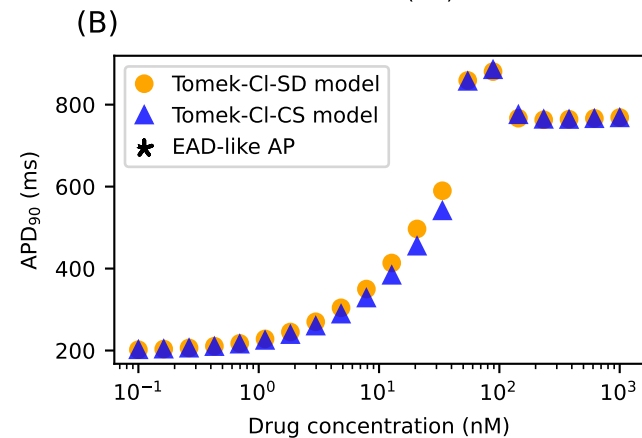 (B)
Tomek-Cl-SD model
Tomek-Cl-CS model
EAD-like AP
APD₉₀ (ms)
800
600
400
200
10⁻¹
10⁰
10¹
10²
10³
Drug concentration (nM)